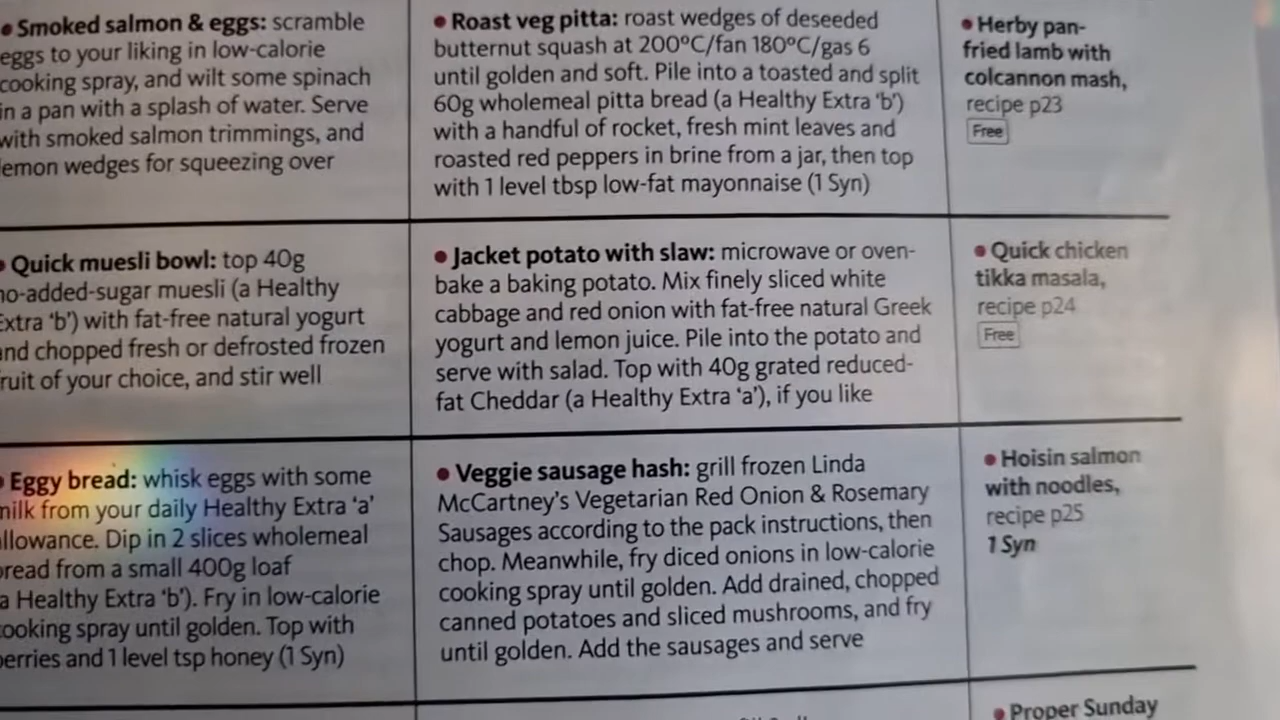 • Smoked salmon & eggs: scramble
eggs to your liking in low-calorie
cooking spray, and wilt some spinach
in a pan with a splash of water. Serve
with smoked salmon trimmings, and
lemon wedges for squeezing over
• Roast veg pitta: roast wedges of deseeded
butternut squash at 200ºC/fan 180ºC/gas 6
until golden and soft. Pile into a toasted and split
60g wholemeal pitta bread (a Healthy Extra ‘b’)
with a handful of rocket, fresh mint leaves and
roasted red peppers in brine from a jar, then top
with 1 level tbsp low-fat mayonnaise (1 Syn)
• Herby pan-
fried lamb with
colcannon mash,
recipe p23
Free
• Quick muesli bowl: top 40g
no-added-sugar muesli (a Healthy
Extra ‘b’) with fat-free natural yogurt
and chopped fresh or defrosted frozen
fruit of your choice, and stir well
• Jacket potato with slaw: microwave or oven-
bake a baking potato. Mix finely sliced white
cabbage and red onion with fat-free natural Greek
yogurt and lemon juice. Pile into the potato and
serve with salad. Top with 40g grated reduced-
fat Cheddar (a Healthy Extra ‘a’), if you like
• Quick chicken
tikka masala,
recipe p24
Free
• Eggy bread: whisk eggs with some
milk from your daily Healthy Extra ‘a’
allowance. Dip in 2 slices wholemeal
bread from a small 400g loaf
(a Healthy Extra ‘b’). Fry in low-calorie
cooking spray until golden. Top with
berries and 1 level tsp honey (1 Syn)
• Veggie sausage hash: grill frozen Linda
McCartney’s Vegetarian Red Onion & Rosemary
Sausages according to the pack instructions, then
chop. Meanwhile, fry diced onions in low-calorie
cooking spray until golden. Add drained, chopped
canned potatoes and sliced mushrooms, and fry
until golden. Add the sausages and serve
• Hoisin salmon
with noodles,
recipe p25
1 Syn
• Proper Sunday